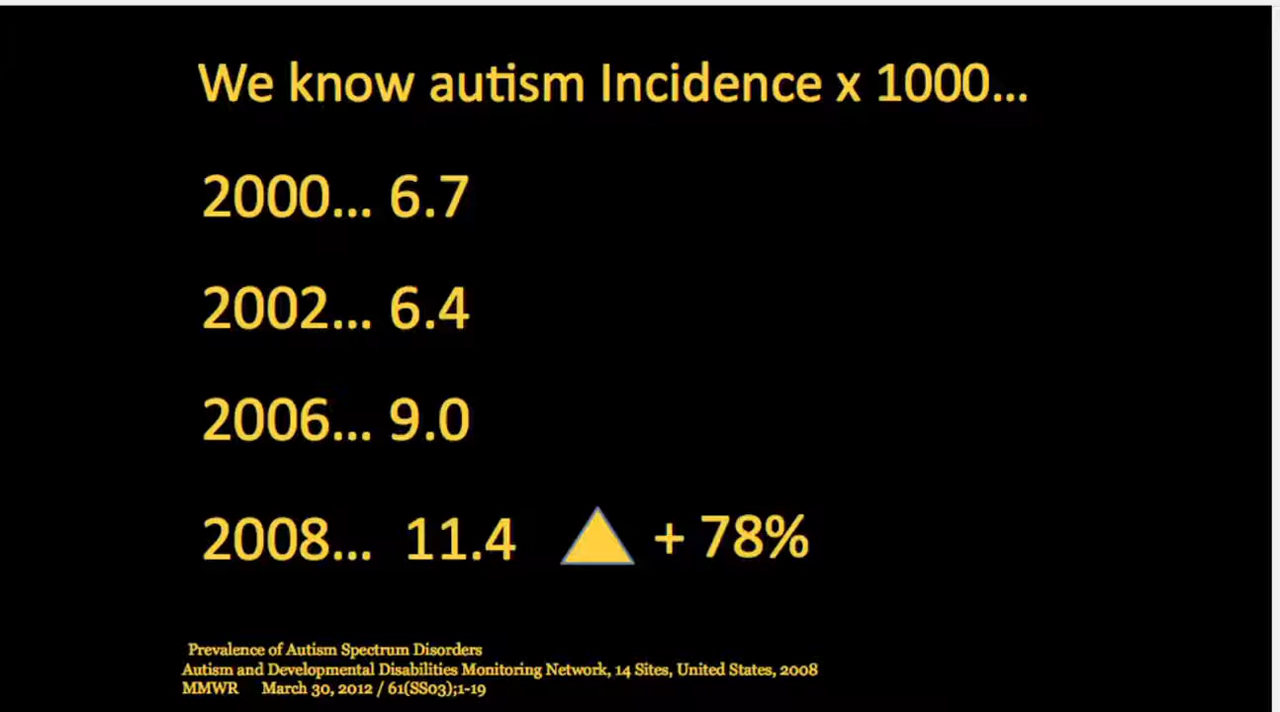 We know autism Incidence x 1000...
2000... 6.7
2002... 6.4
2006... 9.0
2008... 11.4 + 78%
Prevalence of Autism Spectrum Disorders
Autism and Developmental Disabilities Monitoring Network, 14 Sites, United States, 2008
MMWR March 30, 2012 / 61(SS03);1-19